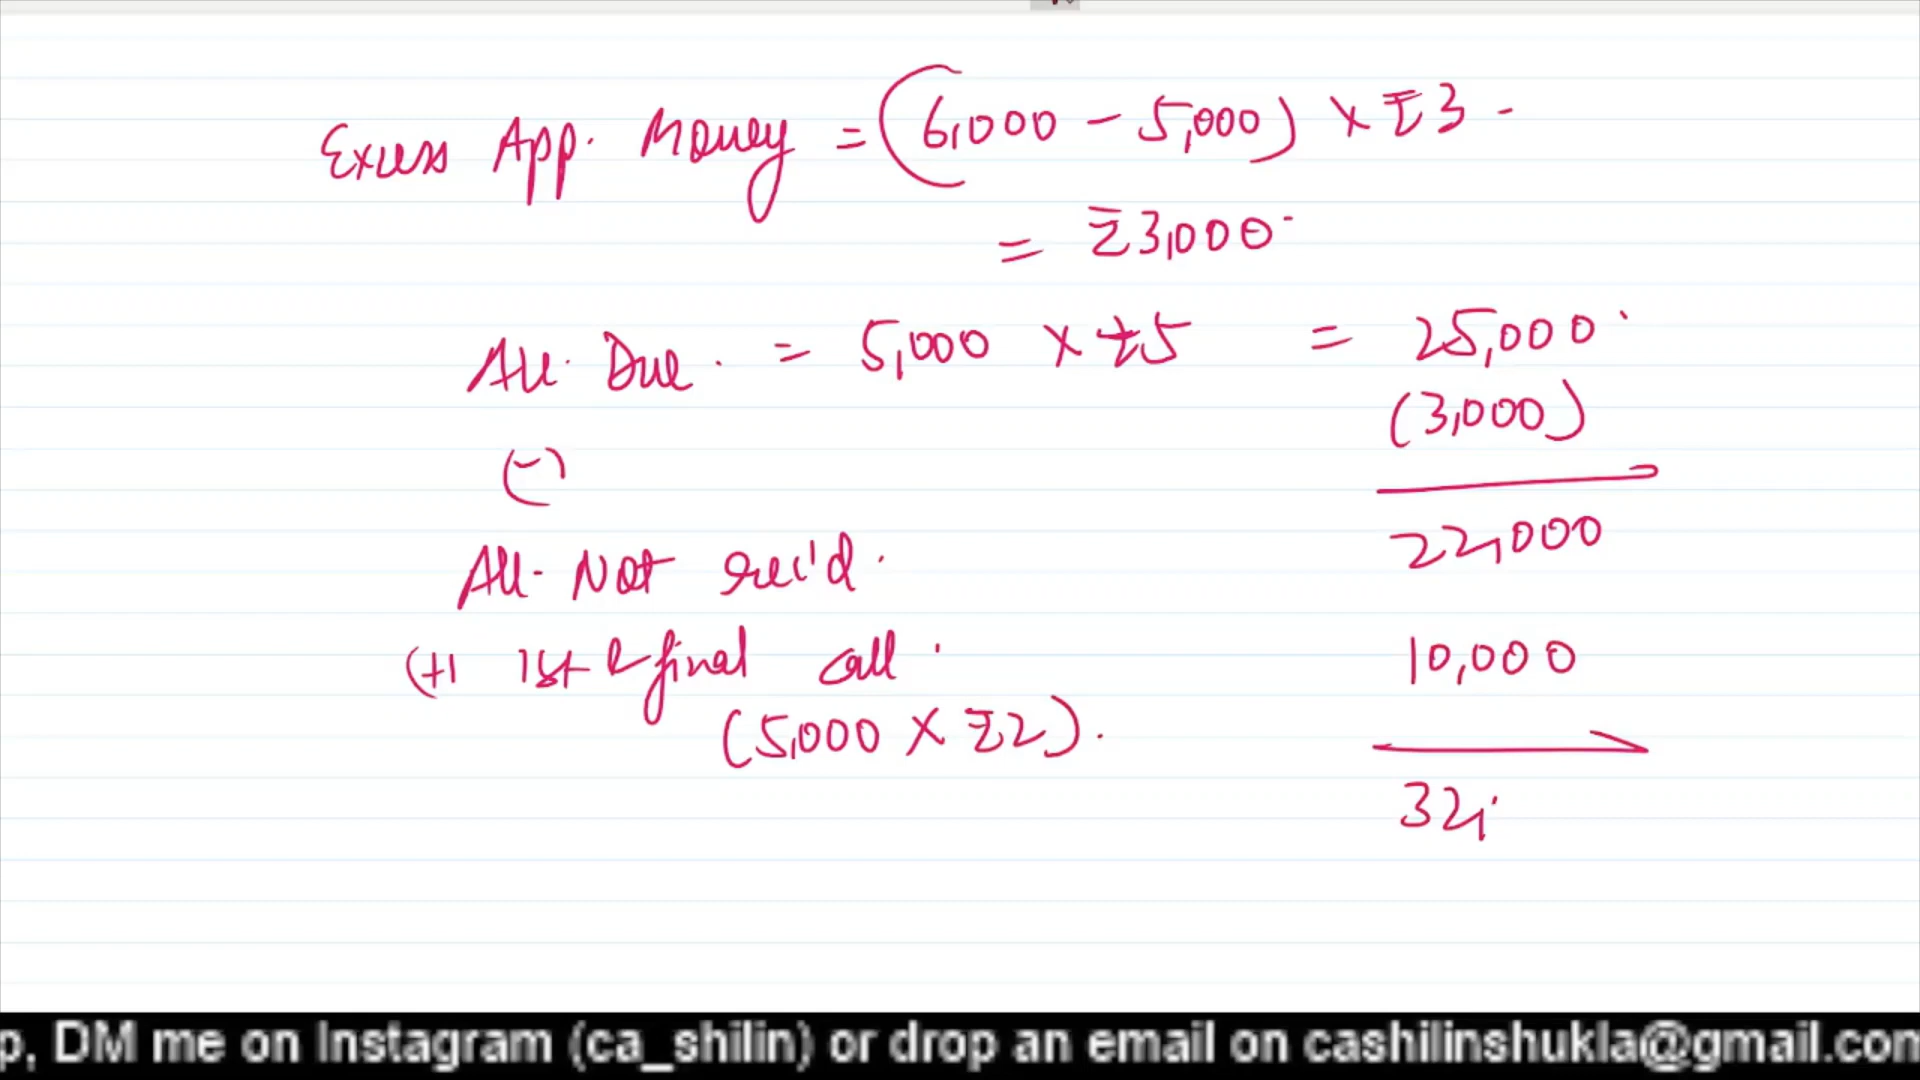 Excess App. Money = (6,000 - 5,000) × ₹3.
= ₹3,000.
All. Due. = 5,000 × ₹5 = 25,000.
(-) (3,000)
22,000
All. Not rec'd.
(+) 1st & final call. 10,000
(5,000 × ₹2).
32,
p, DM me on Instagram (ca_shilin) or drop an email on cashilinshukla@gmail.com